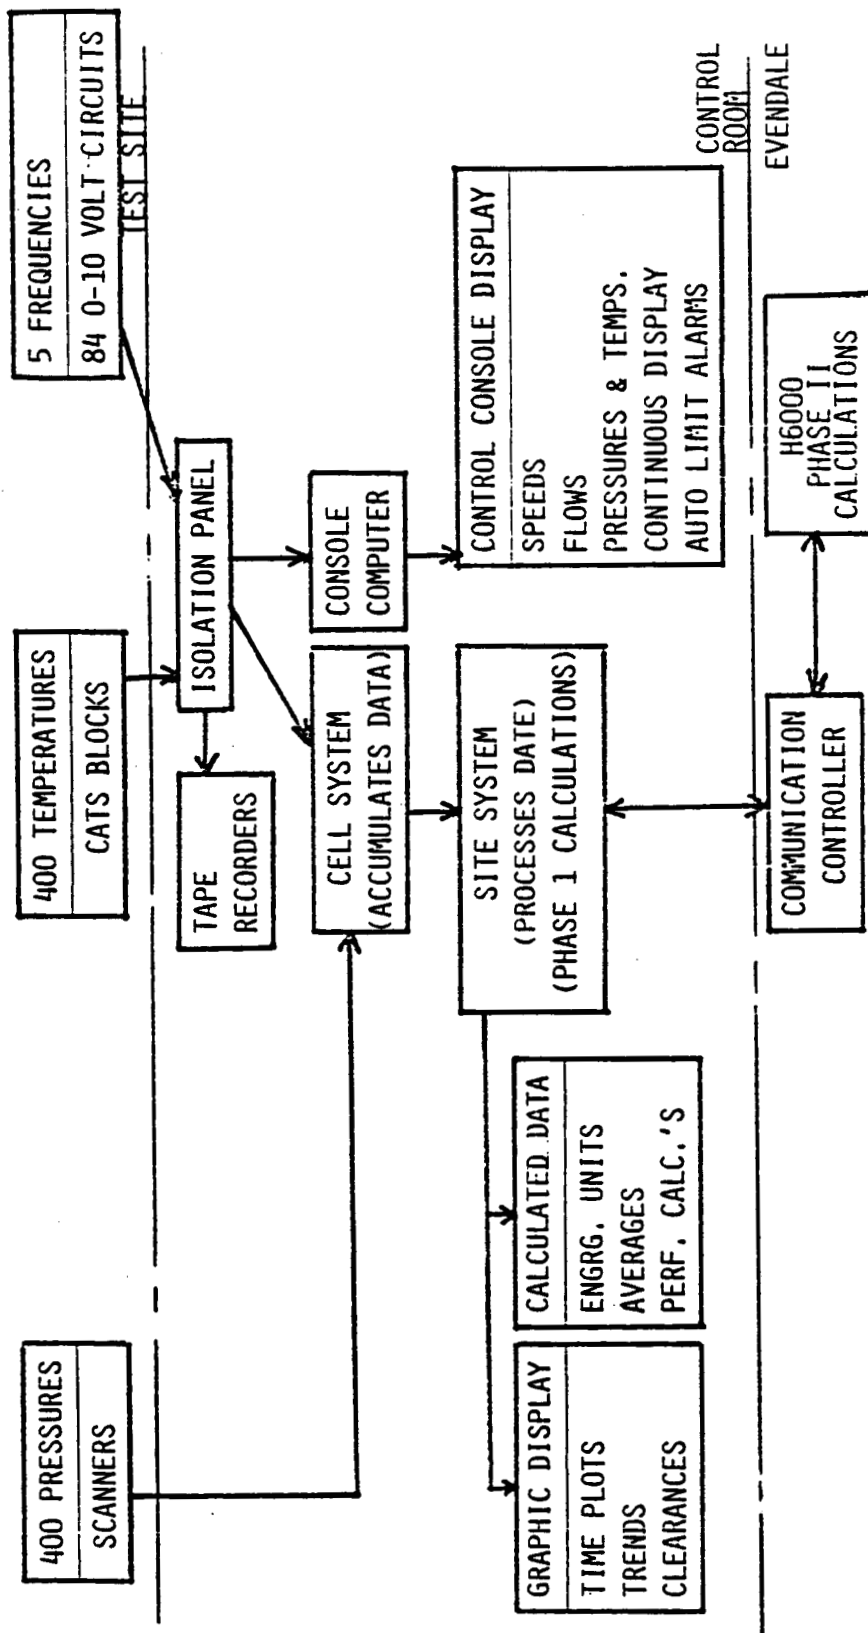 400 PRESSURES
SCANNERS
400 TEMPERATURES
CATS BLOCKS
5 FREQUENCIES
84 0-10 VOLT CIRCUITS
TEST SITE
TAPE
RECORDERS
ISOLATION PANEL
CELL SYSTEM
(ACCUMULATES DATA)
CONSOLE
COMPUTER
GRAPHIC DISPLAY
TIME PLOTS
TRENDS
CLEARANCES
CALCULATED DATA
ENGRG. UNITS
AVERAGES
PERF. CALC.'S
SITE SYSTEM
(PROCESSES DATE)
(PHASE 1 CALCULATIONS)
CONTROL CONSOLE DISPLAY
SPEEDS
FLOWS
PRESSURES & TEMPS.
CONTINUOUS DISPLAY
AUTO LIMIT ALARMS
CONTROL
ROOM
EVENDALE
COMMUNICATION
CONTROLLER
H6000
PHASE II
CALCULATIONS